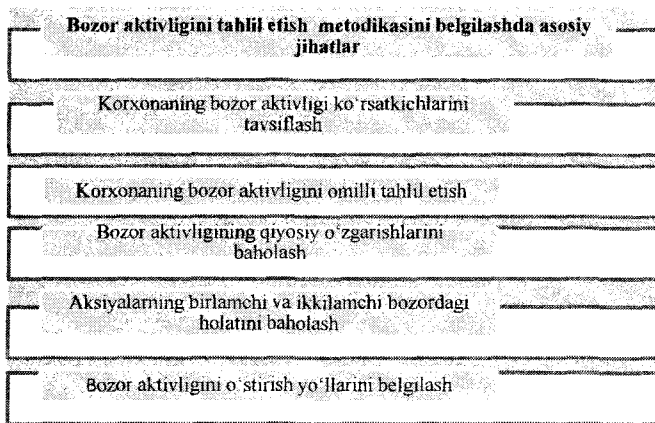 Bozor aktivligini tahlil etish metodikasini belgilashda asosiy
jihatlar
Korxonaning bozor aktivligi ko‘rsatkichlarini
tavsiflash
Korxonaning bozor aktivligini omilli tahlil etish
Bozor aktivligining qiyosiy o‘zgarishlarini
baholash
Aksiyalarning birlamchi va ikkilamchi bozordagi
holatini baholash
Bozor aktivligini o‘stirish yo‘llarini belgilash